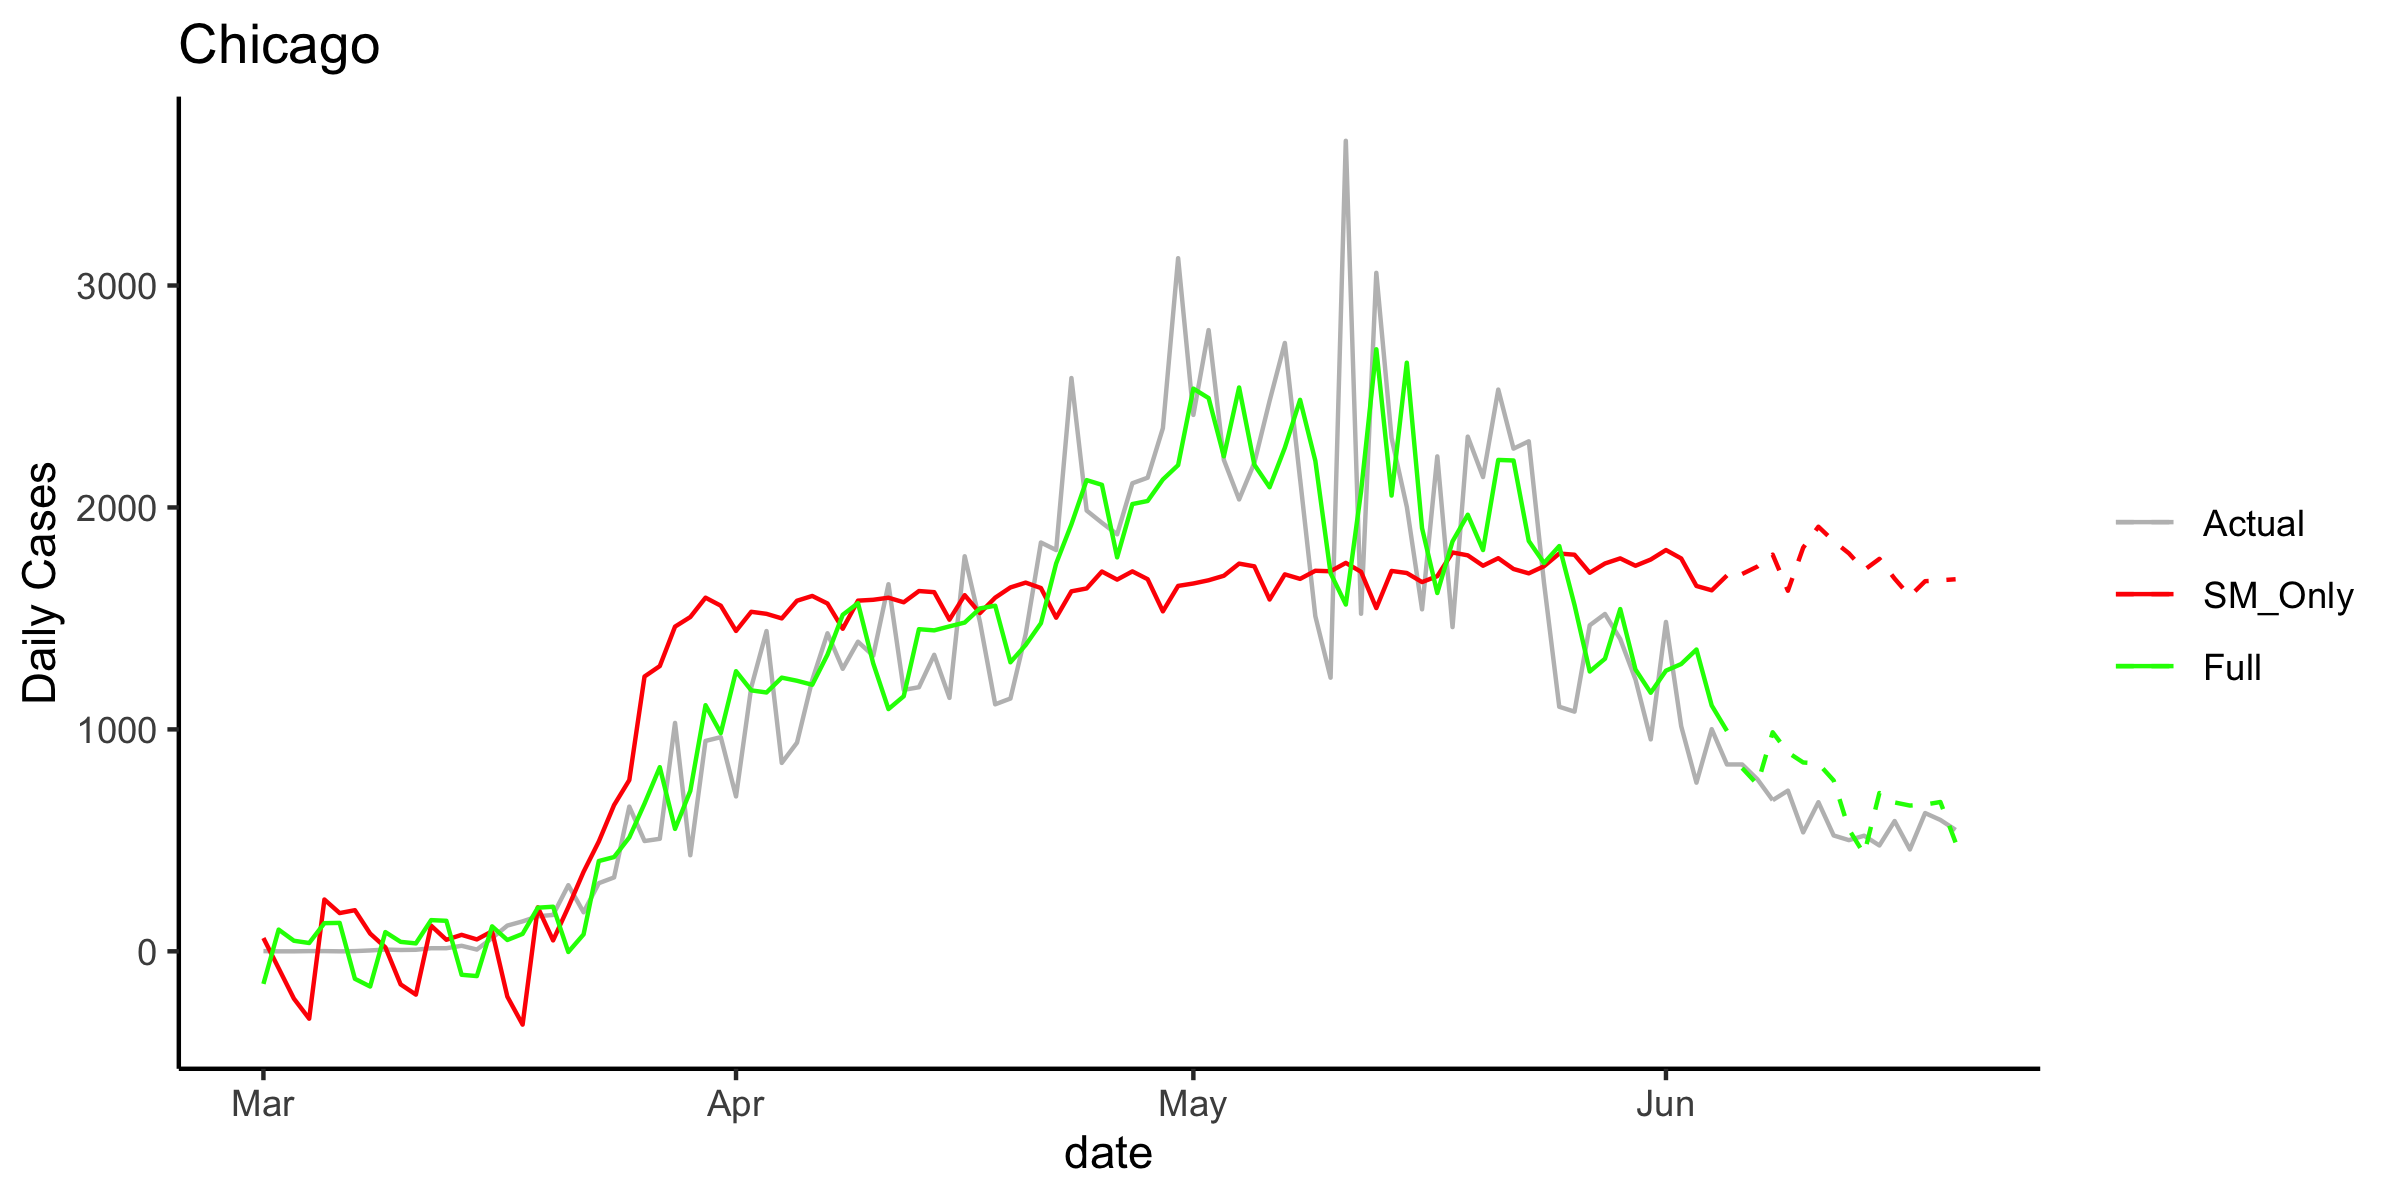 Chicago
3000
2000
1000
0
Daily Cases
Mar Apr May Jun
date
Actual
SM_Only
Full